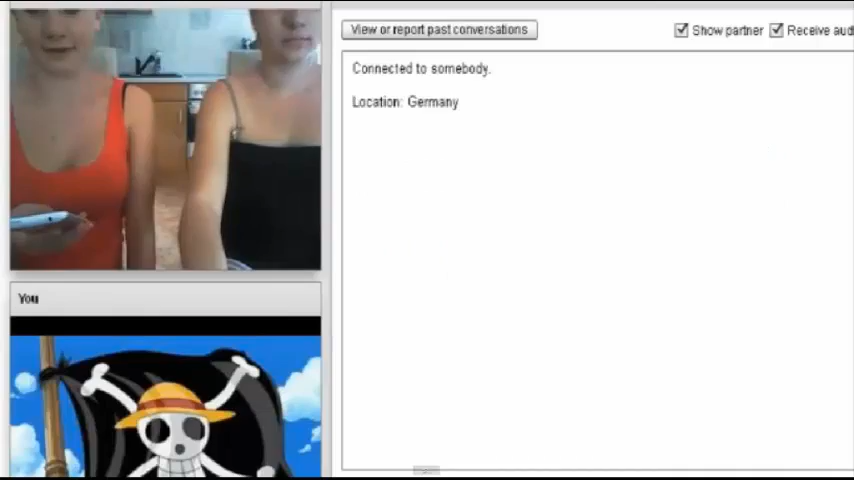 View or report past conversations
Show partner
Receive aud
Connected to somebody.
Location: Germany
You